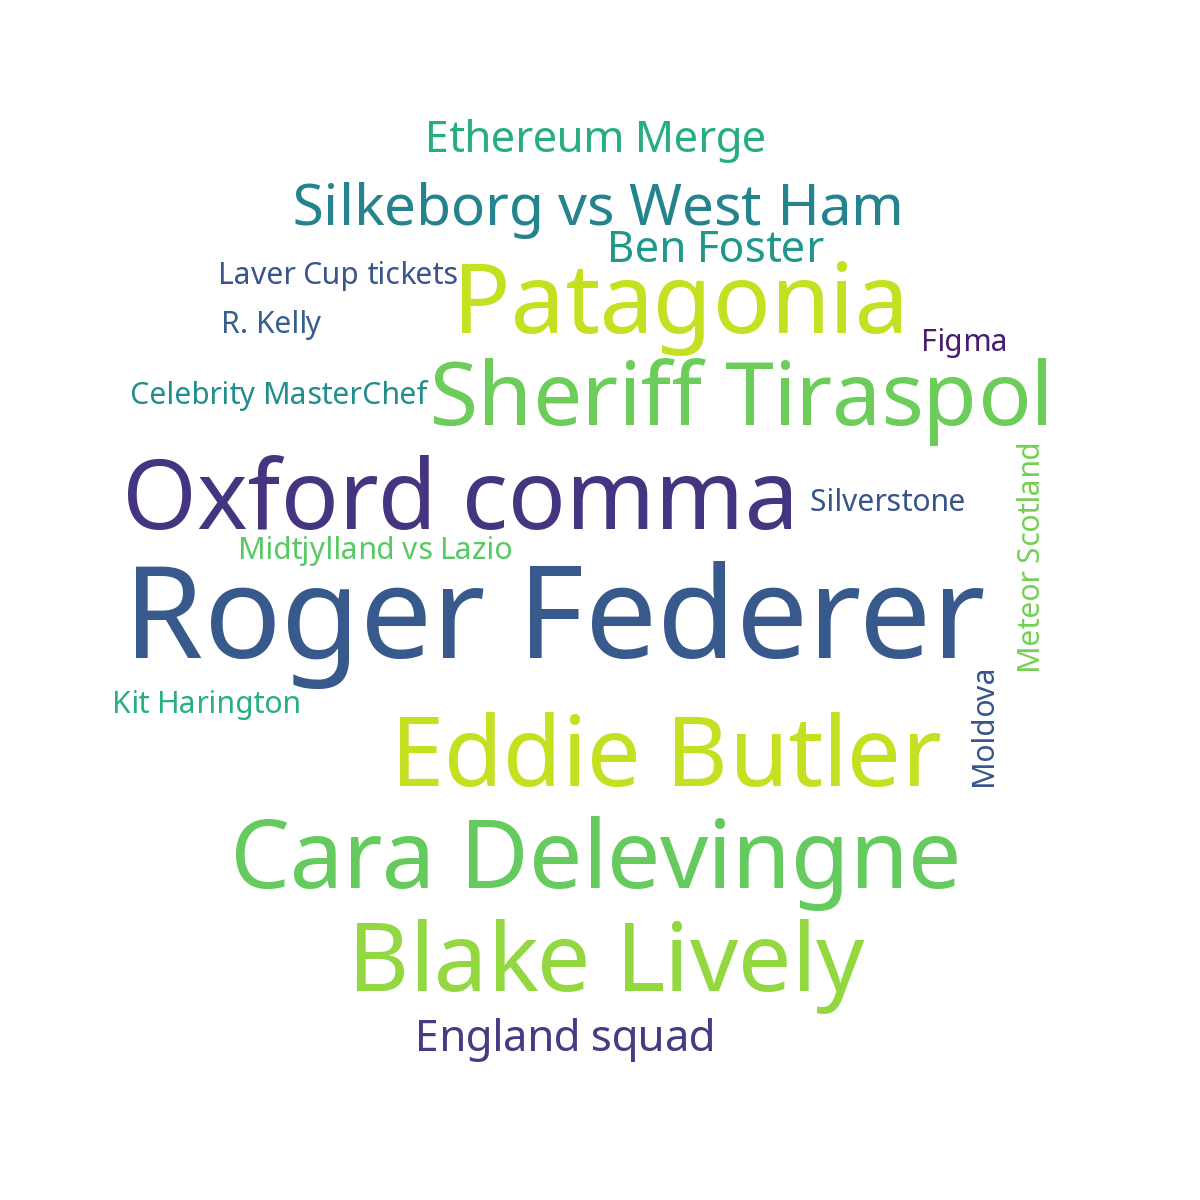 Ethereum Merge
Silkeborg vs West Ham
Ben Foster
Laver Cup tickets
Patagonia
R. Kelly
Figma
Celebrity MasterChef
Sheriff Tiraspol
Oxford comma
Silverstone
Meteor Scotland
Midtjylland vs Lazio
Roger Federer
Kit Harington
Moldova
Eddie Butler
Cara Delevingne
Blake Lively
England squad